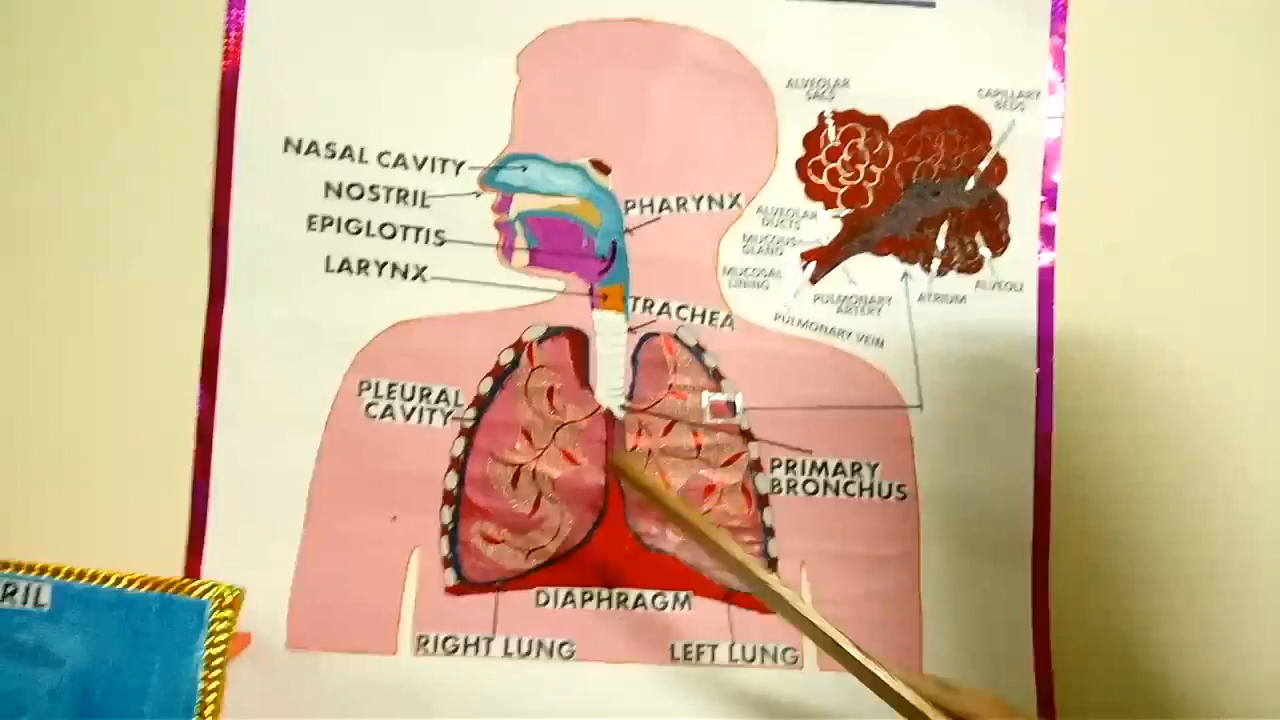 NASAL CAVITY
NOSTRIL
EPIGLOTTIS
LARYNX
PHARYNX
TRACHEA
PLEURAL
CAVITY
PRIMARY
BRONCHUS
DIAPHRAGM
RIGHT LUNG
LEFT LUNG
ALVEOLAR
SACS
CAPILLARY
BEDS
ALVEOLAR
DUCTS
MUCOUS
GLAND
MUCOSAL
LINING
PULMONARY
ARTERY
PULMONARY VEIN
ATRIUM
ALVEOLI
RIL